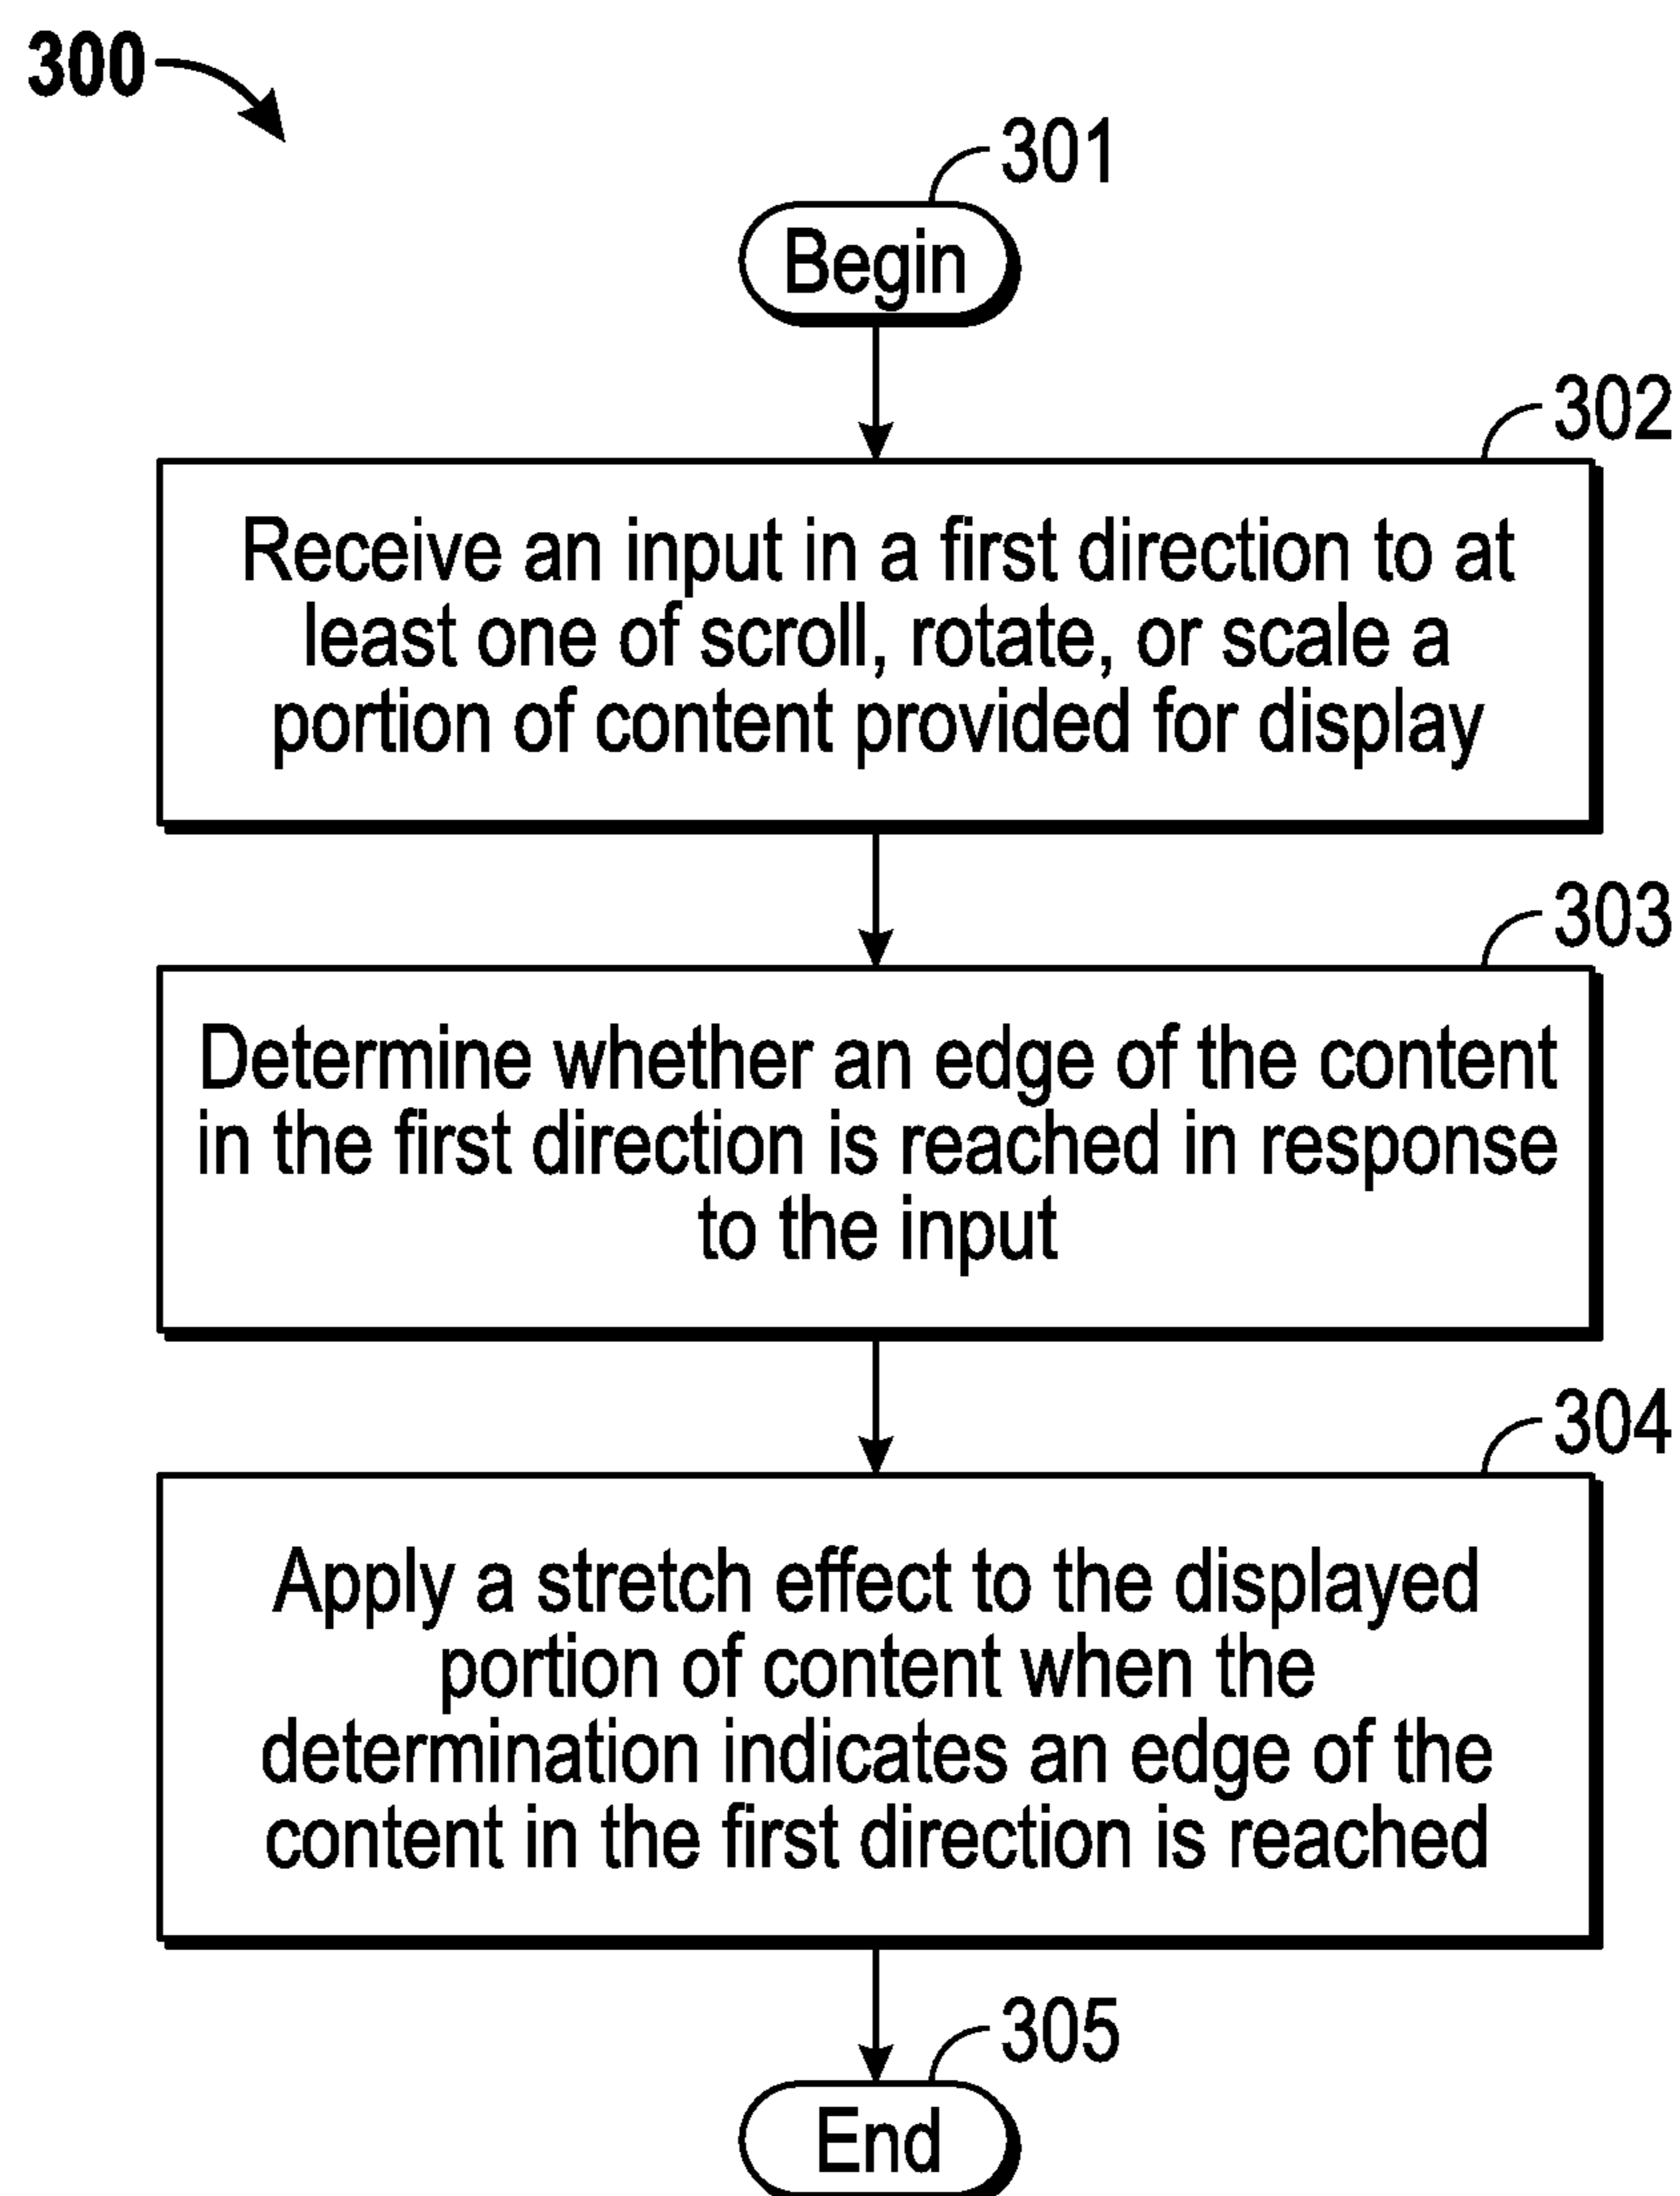 300
301
Begin
302
Receive an input in a first direction to at
least one of scroll, rotate, or scale a
portion of content provided for display
303
Determine whether an edge of the content
in the first direction is reached in response
to the input
304
Apply a stretch effect to the displayed
portion of content when the
determination indicates an edge of the
content in the first direction is reached
305
End